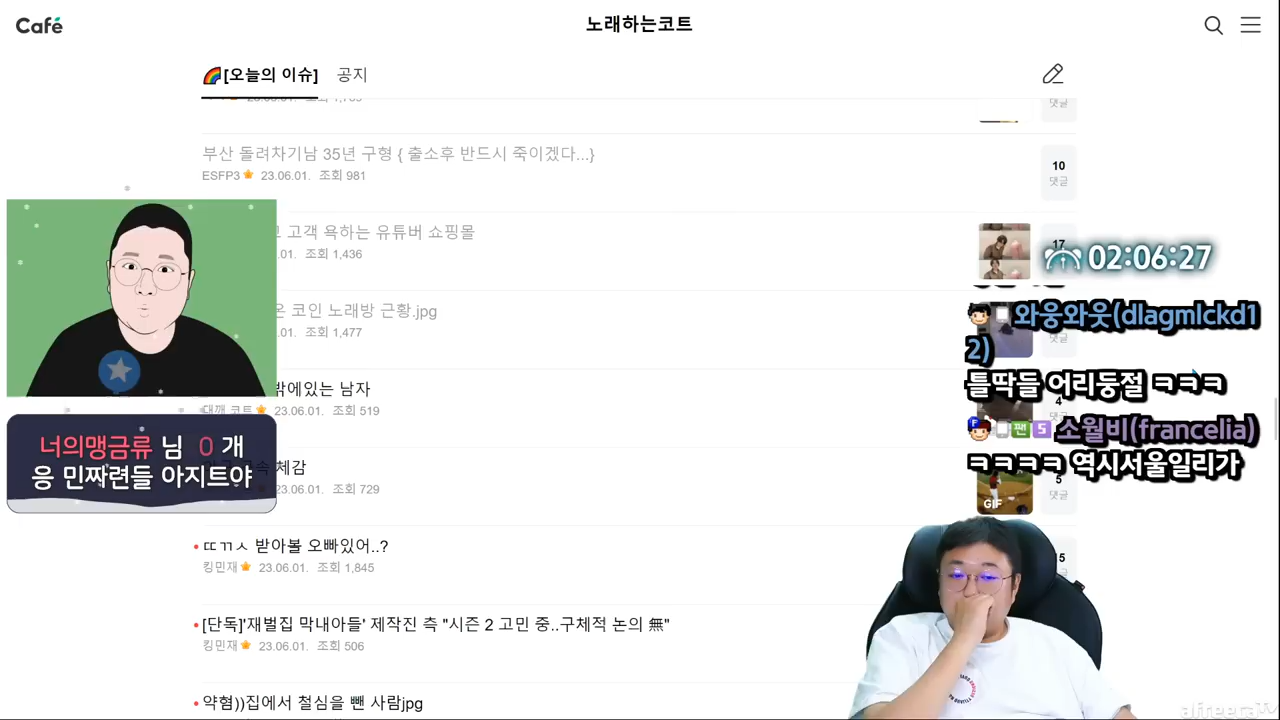 Café
노래하는코트
🌈[오늘의 이슈]
공지
댓글
부산 돌려차기남 35년 구형 { 출소후 반드시 죽이겠다...}
ESFP3 23.06.01. 조회 981
10
댓글
고객 욕하는 유튜버 쇼핑몰
.01. 조회 1,436
17
02:06:27
코인 노래방 근황.jpg
.01. 조회 1,477
댓글
와웅와웃(dlagmlckd1
2)
틀딱들 어리둥절 ㅋㅋㅋ
밖에있는 남자
대깨 코트 23.06.01. 조회 519
4
소월비(francelia)
ㅋㅋㅋㅋ 역시서울일리가
너의맹금류 님 0 개
응 민짜련들 아지트야
체감
23.06.01. 조회 729
5
댓글
GIF
ㄸㄲㅅ 받아볼 오빠있어..?
킹민재 23.06.01. 조회 1,845
[단독]'재벌집 막내아들' 제작진 측 "시즌 2 고민 중..구체적 논의 無"
킹민재 23.06.01. 조회 506
약혐))집에서 철심을 뺀 사람jpg
afreecaTV